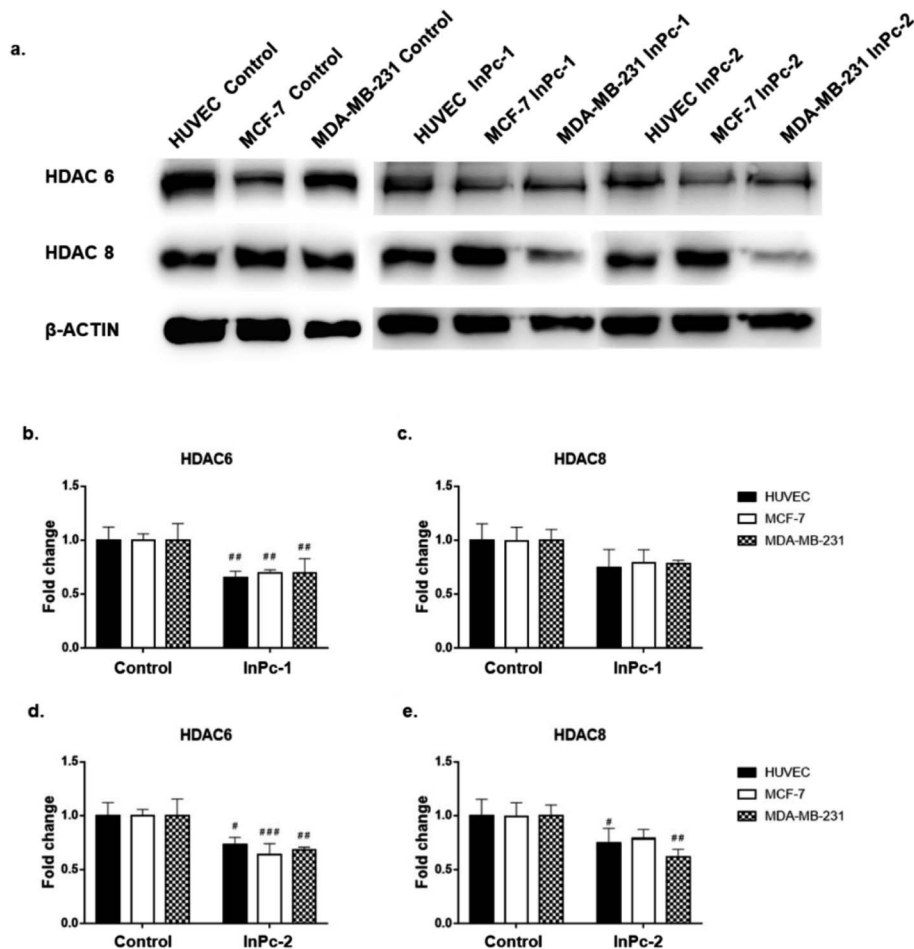 a.
HUVEC Control
MCF-7 Control
MDA-MB-231 Control
HUVEC InPc-1
MCF-7 InPc-1
MDA-MB-231 InPc-1
HUVEC InPc-2
MCF-7 InPc-2
MDA-MB-231 InPc-2
HDAC 6
HDAC 8
β-ACTIN
b.
HDAC6
Fold change
1.5
1.0
0.5
0.0
## ## ##
Control InPc-1
c.
HDAC8
Fold change
1.5
1.0
0.5
0.0
Control InPc-1
HUVEC
MCF-7
MDA-MB-231
d.
HDAC6
Fold change
1.5
1.0
0.5
0.0
# ### ##
Control InPc-2
e.
HDAC8
Fold change
1.5
1.0
0.5
0.0
# ##
Control InPc-2
HUVEC
MCF-7
MDA-MB-231